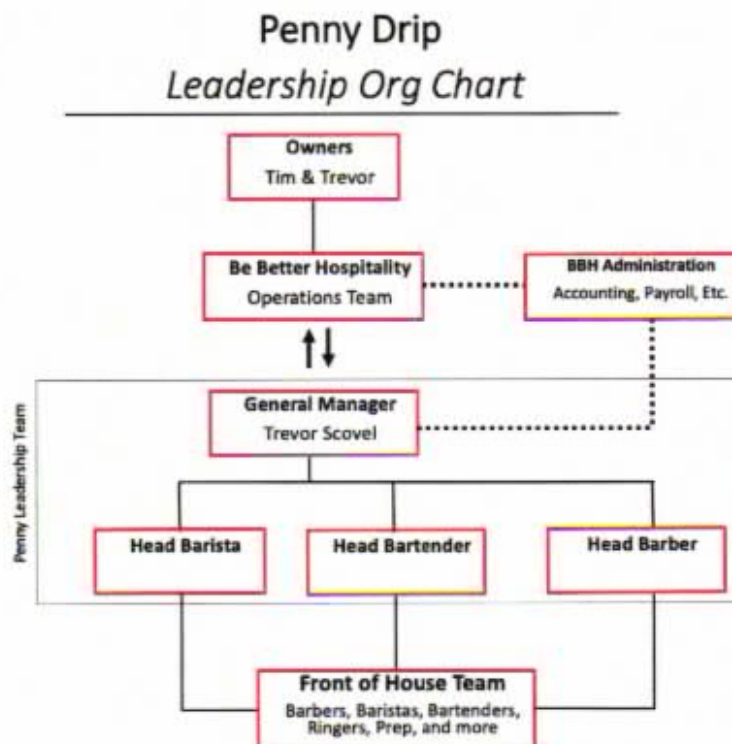 Penny Drip
Leadership Org Chart
Owners
Tim & Trevor
Be Better Hospitality
Operations Team
BBH Administration
Accounting, Payroll, Etc.
Penny Leadership Team
General Manager
Trevor Scovel
Head Barista
Head Bartender
Head Barber
Front of House Team
Barbers, Baristas, Bartenders,
Ringers, Prep, and more